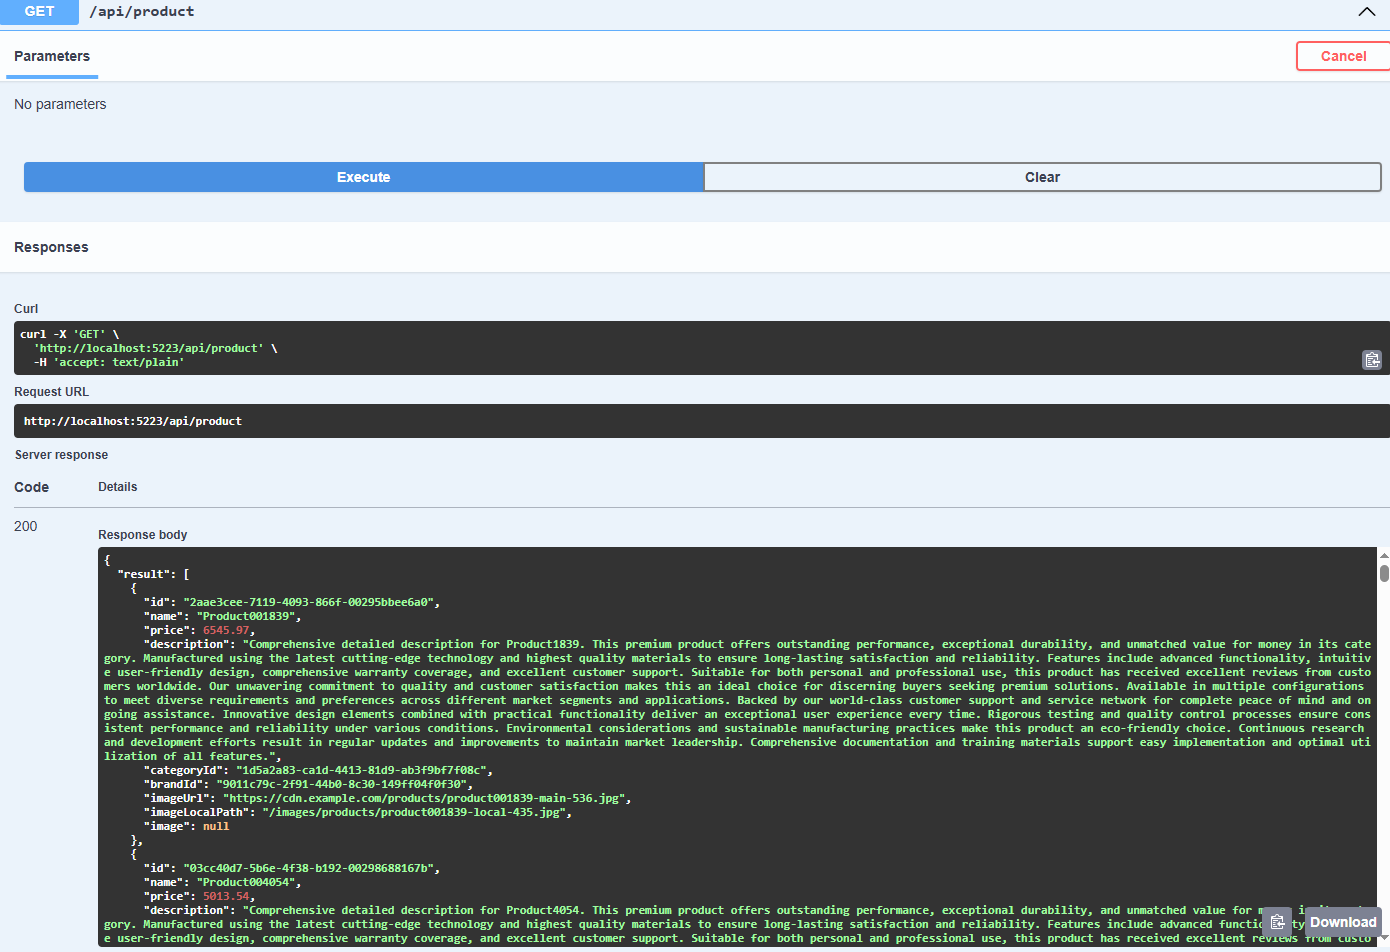 GET /api/product
Parameters
Cancel
No parameters
Execute
Clear
Responses
Curl
curl -X 'GET' \
  'http://localhost:5223/api/product' \
  -H 'accept: text/plain'
Request URL
http://localhost:5223/api/product
Server response
Code Details
200
Response body
{
  "result": [
    {
      "id": "2aae3cee-7119-4093-866f-00295bbee6a0",
      "name": "Product001839",
      "price": 6545.97,
      "description": "Comprehensive detailed description for Product1839. This premium product offers outstanding performance, exceptional durability, and unmatched value for money in its cate
gory. Manufactured using the latest cutting-edge technology and highest quality materials to ensure long-lasting satisfaction and reliability. Features include advanced functionality, intuitiv
e user-friendly design, comprehensive warranty coverage, and excellent customer support. Suitable for both personal and professional use, this product has received excellent reviews from custo
mers worldwide. Our unwavering commitment to quality and customer satisfaction makes this an ideal choice for discerning buyers seeking premium solutions. Available in multiple configurations
to meet diverse requirements and preferences across different market segments and applications. Backed by our world-class customer support and service network for complete peace of mind and on
going assistance. Innovative design elements combined with practical functionality deliver an exceptional user experience every time. Rigorous testing and quality control processes ensure cons
istent performance and reliability under various conditions. Environmental considerations and sustainable manufacturing practices make this product an eco-friendly choice. Continuous research
and development efforts result in regular updates and improvements to maintain market leadership. Comprehensive documentation and training materials support easy implementation and optimal uti
lization of all features.",
      "categoryId": "1d5a2a83-ca1d-4413-81d9-ab3f9bf7f08c",
      "brandId": "9011c79c-2f91-44b0-8c30-149ff04f0f30",
      "imageUrl": "https://cdn.example.com/products/product001839-main-536.jpg",
      "imageLocalPath": "/images/products/product001839-local-435.jpg",
      "image": null
    },
    {
      "id": "03cc40d7-5b6e-4f38-b192-00298688167b",
      "name": "Product004054",
      "price": 5013.54,
      "description": "Comprehensive detailed description for Product4054. This premium product offers outstanding performance, exceptional durability, and unmatched value for
gory. Manufactured using the latest cutting-edge technology and highest quality materials to ensure long-lasting satisfaction and reliability. Features include advanced
e user-friendly design, comprehensive warranty coverage, and excellent customer support. Suitable for both personal and professional use, this product has received excellent reviews from custo
Download